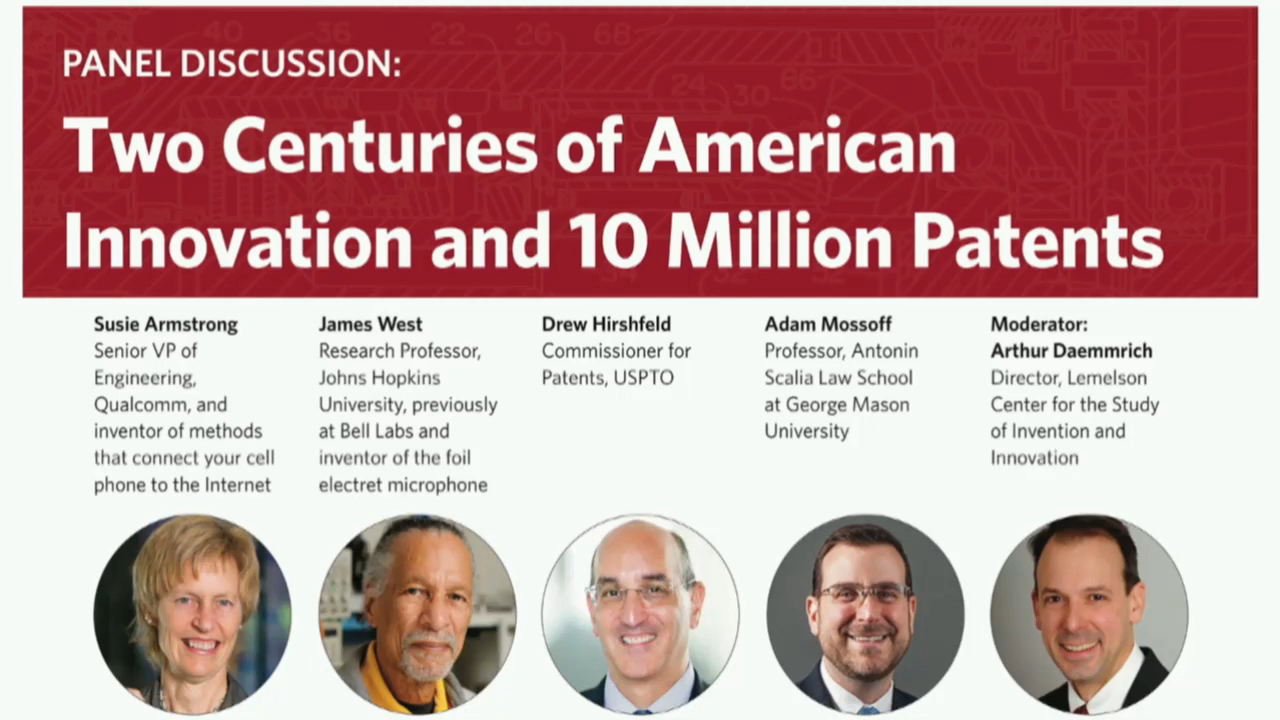 PANEL DISCUSSION:
Two Centuries of American
Innovation and 10 Million Patents
Susie Armstrong
Senior VP of
Engineering,
Qualcomm, and
inventor of methods
that connect your cell
phone to the Internet
James West
Research Professor,
Johns Hopkins
University, previously
at Bell Labs and
inventor of the foil
electret microphone
Drew Hirshfeld
Commissioner for
Patents, USPTO
Adam Mossoff
Professor, Antonin
Scalia Law School
at George Mason
University
Moderator:
Arthur Daemmrich
Director, Lemelson
Center for the Study
of Invention and
Innovation